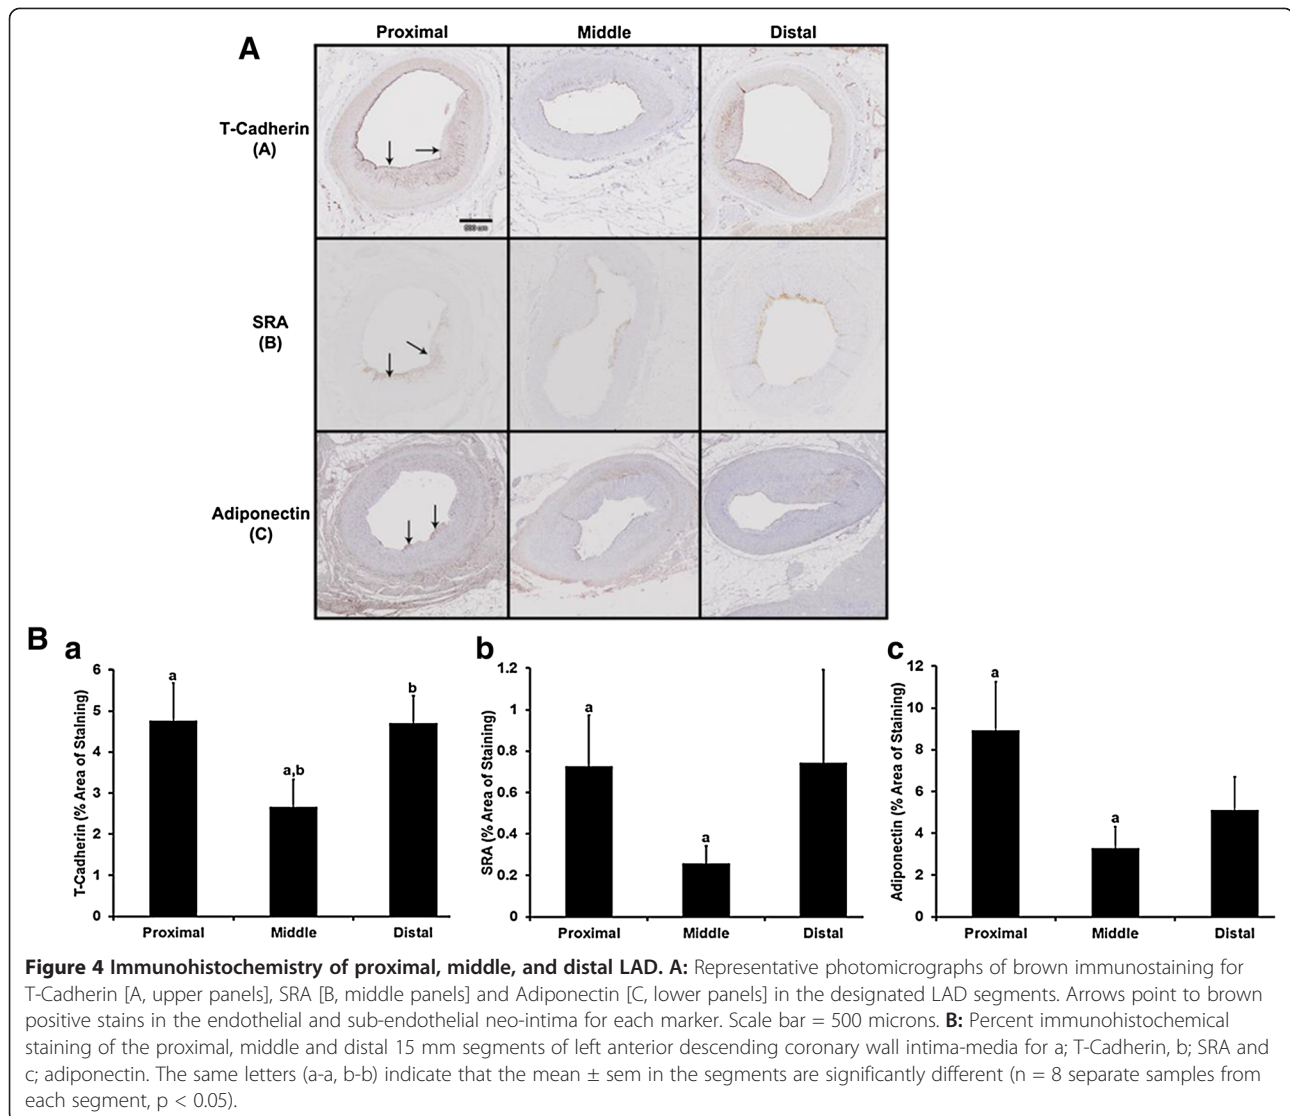 A
Proximal Middle Distal
T-Cadherin
(A)
500 um
SRA
(B)
Adiponectin
(C)
B
a
T-Cadherin (% Area of Staining)
6
5
4
3
2
1
0
a
a,b
b
Proximal Middle Distal
b
SRA (% Area of Staining)
1.2
1
0.8
0.6
0.4
0.2
0
a
a
Proximal Middle Distal
c
Adiponectin (% Area of Staining)
12
10
8
6
4
2
0
a
a
Proximal Middle Distal
Figure 4 Immunohistochemistry of proximal, middle, and distal LAD. A: Representative photomicrographs of brown immunostaining for
T-Cadherin [A, upper panels], SRA [B, middle panels] and Adiponectin [C, lower panels] in the designated LAD segments. Arrows point to brown
positive stains in the endothelial and sub-endothelial neo-intima for each marker. Scale bar = 500 microns. B: Percent immunohistochemical
staining of the proximal, middle and distal 15 mm segments of left anterior descending coronary wall intima-media for a; T-Cadherin, b; SRA and
c; adiponectin. The same letters (a-a, b-b) indicate that the mean ± sem in the segments are significantly different (n = 8 separate samples from
each segment, p < 0.05).